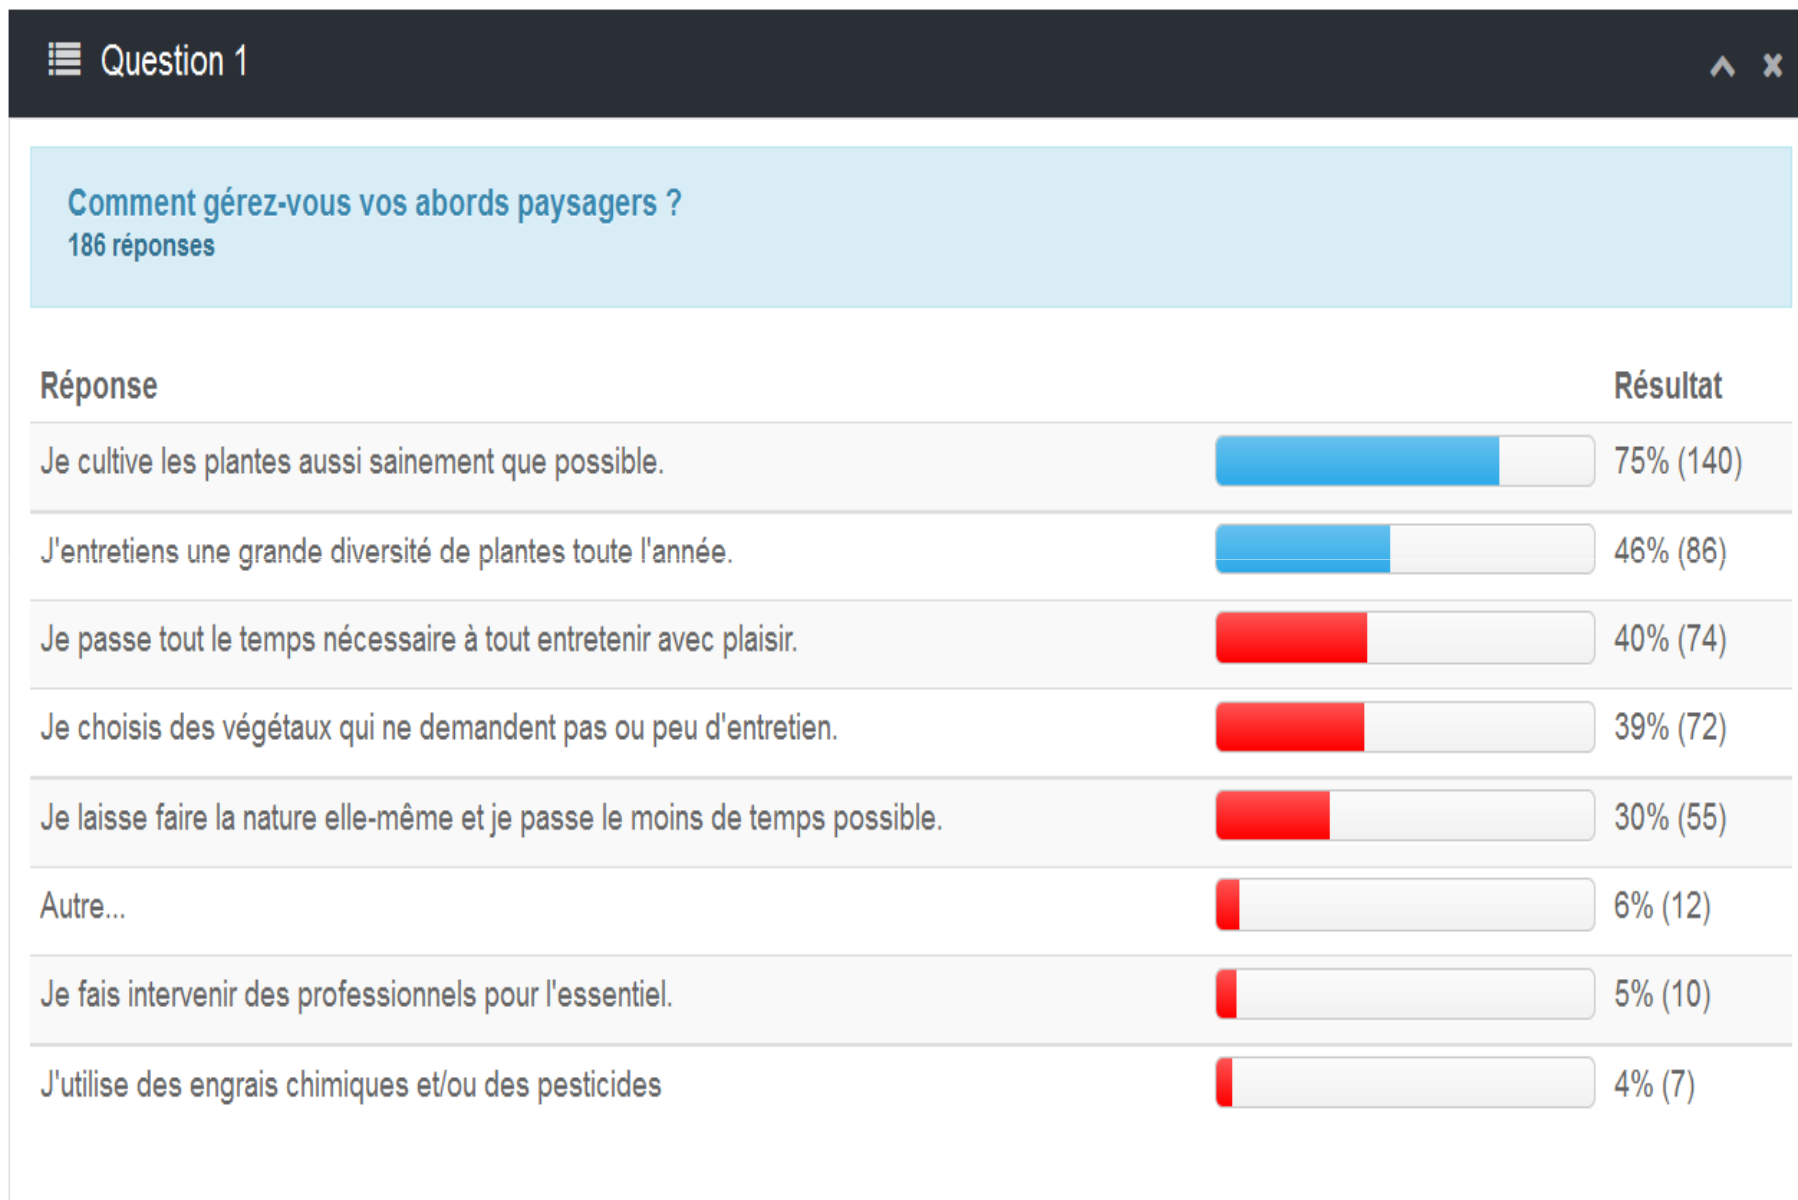 Question 1
Comment gérez-vous vos abords paysagers ?
186 réponses
Réponse Résultat
Je cultive les plantes aussi sainement que possible. 75% (140)
J'entretiens une grande diversité de plantes toute l'année. 46% (86)
Je passe tout le temps nécessaire à tout entretenir avec plaisir. 40% (74)
Je choisis des végétaux qui ne demandent pas ou peu d'entretien. 39% (72)
Je laisse faire la nature elle-même et je passe le moins de temps possible. 30% (55)
Autre... 6% (12)
Je fais intervenir des professionnels pour l'essentiel. 5% (10)
J'utilise des engrais chimiques et/ou des pesticides 4% (7)